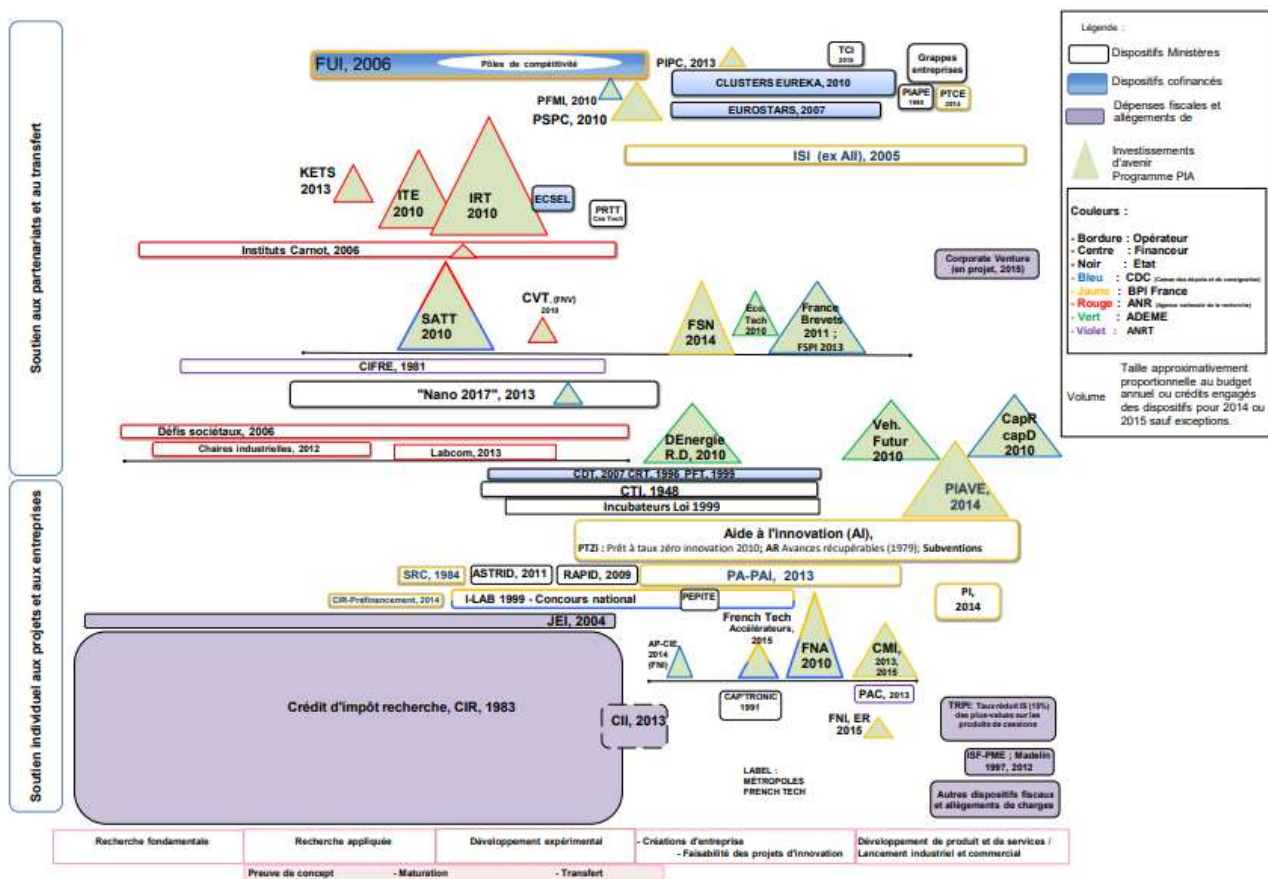 Soutien aux partenariats et au transfert
Soutien individuel aux projets et aux entreprises
FUI, 2006
Pôles de compétitivité
PIPC, 2013
TCI
2010
Grappes
entreprises
CLUSTERS EUREKA, 2010
PFMI, 2010
PSPC, 2010
EUROSTARS, 2007
PIAPE
PTCE
2014
ISI (ex AII), 2005
KETS
2013
ITE
2010
IRT
2010
ECSEL
PRTT
Cea Tech
Instituts Carnot, 2006
Corporate Venture
(en projet, 2015)
SATT
2010
CVT, (FNV)
2010
FSN
2014
Eco
Tech
2010
France
Brevets
2011 ;
FSPI 2013
CIFRE, 1981
"Nano 2017", 2013
Défis sociétaux, 2006
Chaires industrielles, 2012
Labcom, 2013
DEnergie
R.D, 2010
Veh.
Futur
2010
CapR
capD
2010
CDT, 2007 CRT, 1996 PFT, 1999
CTI, 1948
Incubateurs Loi 1999
PIAVE,
2014
Aide à l'Innovation (AI),
PTZI : Prêt à taux zéro innovation 2010; AR Avances récupérables (1979); Subventions
SRC, 1984
ASTRID, 2011
RAPID, 2009
PA-PAI, 2013
CIR-Préfinancement, 2014
I-LAB 1999 - Concours national
PEPITE
PI,
2014
JEI, 2004
French Tech
Accélérateurs,
2015
AP-CIE,
2014
(FNI)
FNA
2010
CMI,
2013,
2015
Crédit d'impôt recherche, CIR, 1983
CII, 2013
CAP'TRONIC
1991
PAC, 2013
FNI, ER
2015
TRPI: Taux réduit IS (15%)
des plus-values sur les
produits de cessions
ISF-PME ; Madelin
1997, 2012
LABEL :
MÉTROPOLES
FRENCH TECH
Autres dispositifs fiscaux
et allègements de charges
Recherche fondamentale
Recherche appliquée
Développement expérimental
- Créations d'entreprise
- Faisabilité des projets d'innovation
Développement de produit et de services /
Lancement industriel et commercial
Preuve de concept - Maturation - Transfert
Légende :
Dispositifs Ministères
Dispositifs cofinancés
Dépenses fiscales et
allègements de
Investissements
d'avenir
Programme PIA
Couleurs :
- Bordure : Opérateur
- Centre : Financeur
- Noir : Etat
- Bleu : CDC (Caisse des dépots et de consignation)
- Jaune : BPI France
- Rouge : ANR (Agence nationale de la recherche)
- Vert : ADEME
- Violet : ANRT
Volume
Taille approximativement
proportionnelle au budget
annuel ou crédits engagés
des dispositifs pour 2014 ou
2015 sauf exceptions.